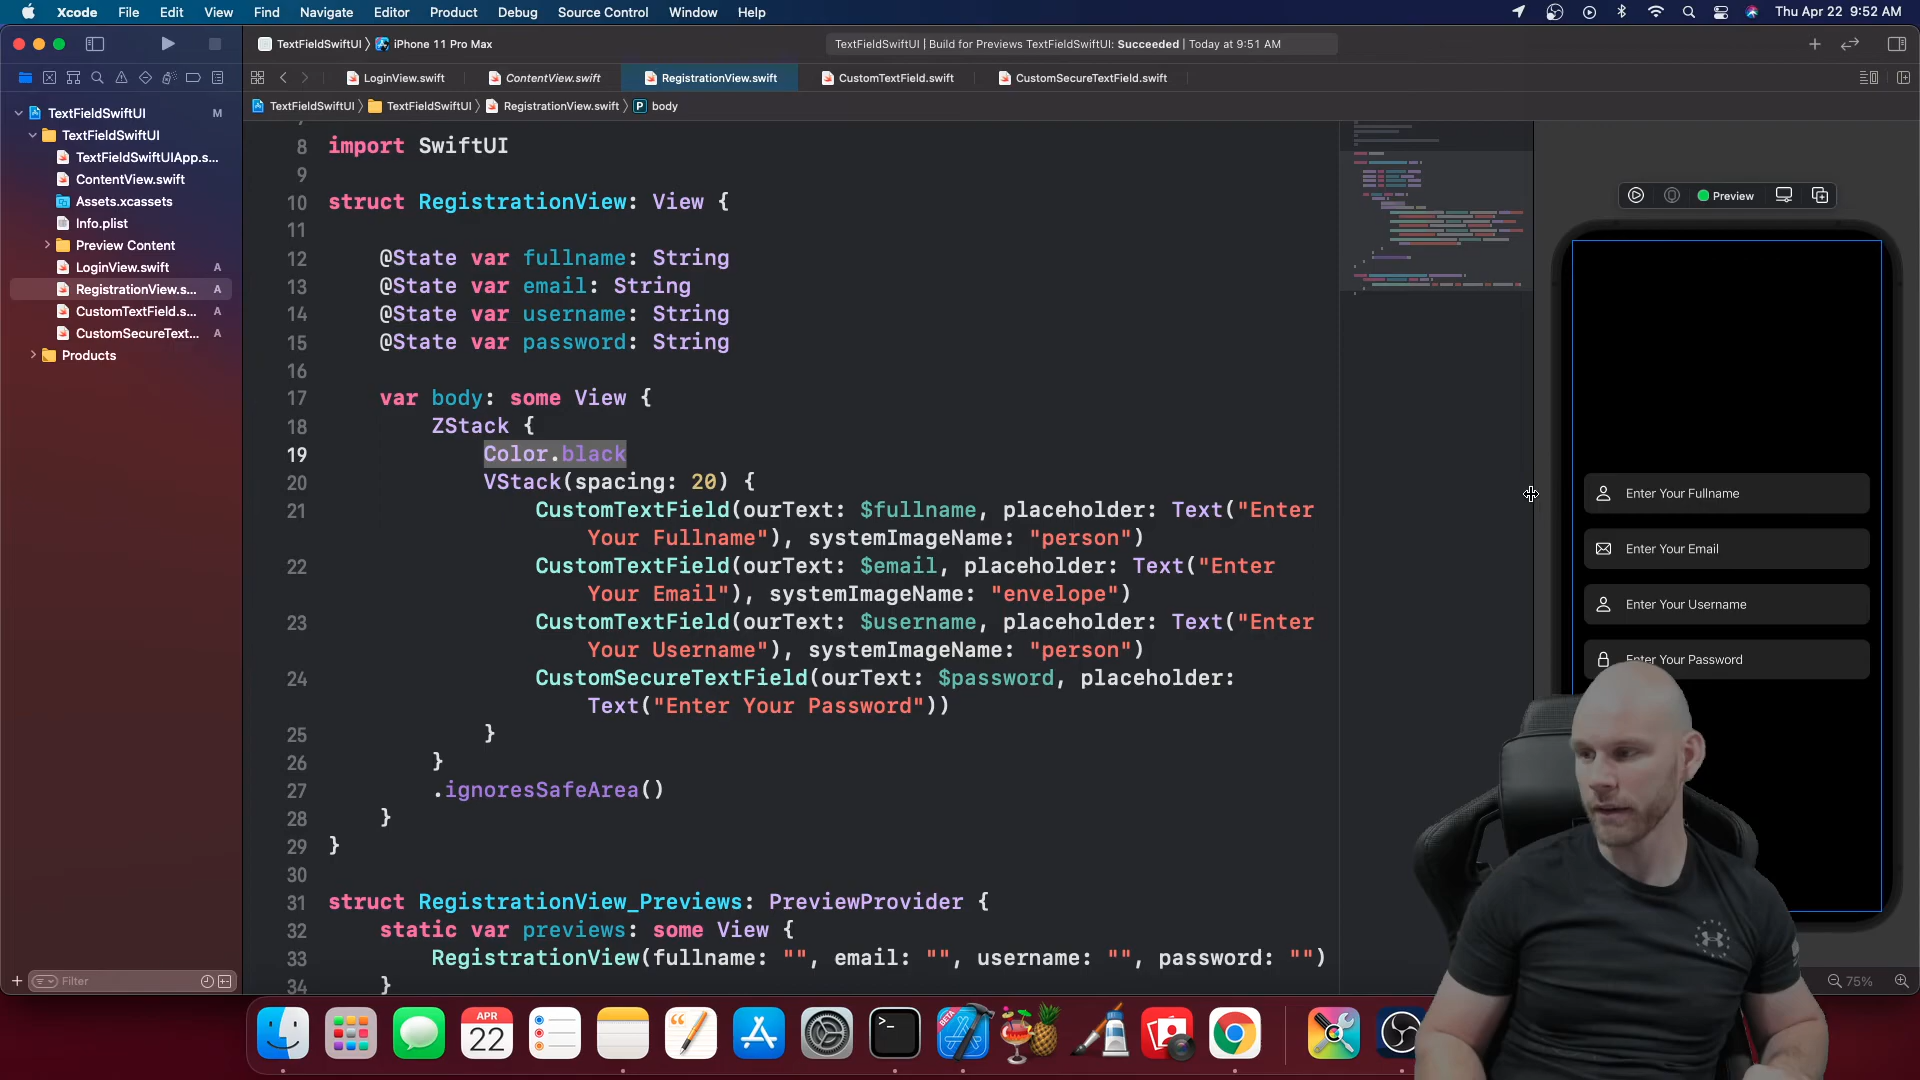 Xcode File Edit View Find Navigate Editor Product Debug Source Control Window Help Thu Apr 22 9:52 AM
TextFieldSwiftUI iPhone 11 Pro Max TextFieldSwiftUI | Build for Previews TextFieldSwiftUI: Succeeded | Today at 9:51 AM
LoginView.swift ContentView.swift RegistrationView.swift CustomTextField.swift CustomSecureTextField.swift
TextFieldSwiftUI TextFieldSwiftUI RegistrationView.swift P body
TextFieldSwiftUI M
TextFieldSwiftUI
TextFieldSwiftUIApp.s...
ContentView.swift
Assets.xcassets
Info.plist
Preview Content
LoginView.swift A
RegistrationView.s... A
CustomTextField.s... A
CustomSecureText... A
Products
Filter
8 import SwiftUI
9
10 struct RegistrationView: View {
11
12 @State var fullname: String
13 @State var email: String
14 @State var username: String
15 @State var password: String
16
17 var body: some View {
18 ZStack {
19 Color.black
20 VStack(spacing: 20) {
21 CustomTextField(ourText: $fullname, placeholder: Text("Enter
Your Fullname"), systemImageName: "person")
22 CustomTextField(ourText: $email, placeholder: Text("Enter
Your Email"), systemImageName: "envelope")
23 CustomTextField(ourText: $username, placeholder: Text("Enter
Your Username"), systemImageName: "person")
24 CustomSecureTextField(ourText: $password, placeholder:
Text("Enter Your Password"))
25 }
26 }
27 .ignoresSafeArea()
28 }
29 }
30
31 struct RegistrationView_Previews: PreviewProvider {
32 static var previews: some View {
33 RegistrationView(fullname: "", email: "", username: "", password: "")
34 }
Preview
Enter Your Fullname
Enter Your Email
Enter Your Username
Enter Your Password
75%
APR
22
>_
BETA